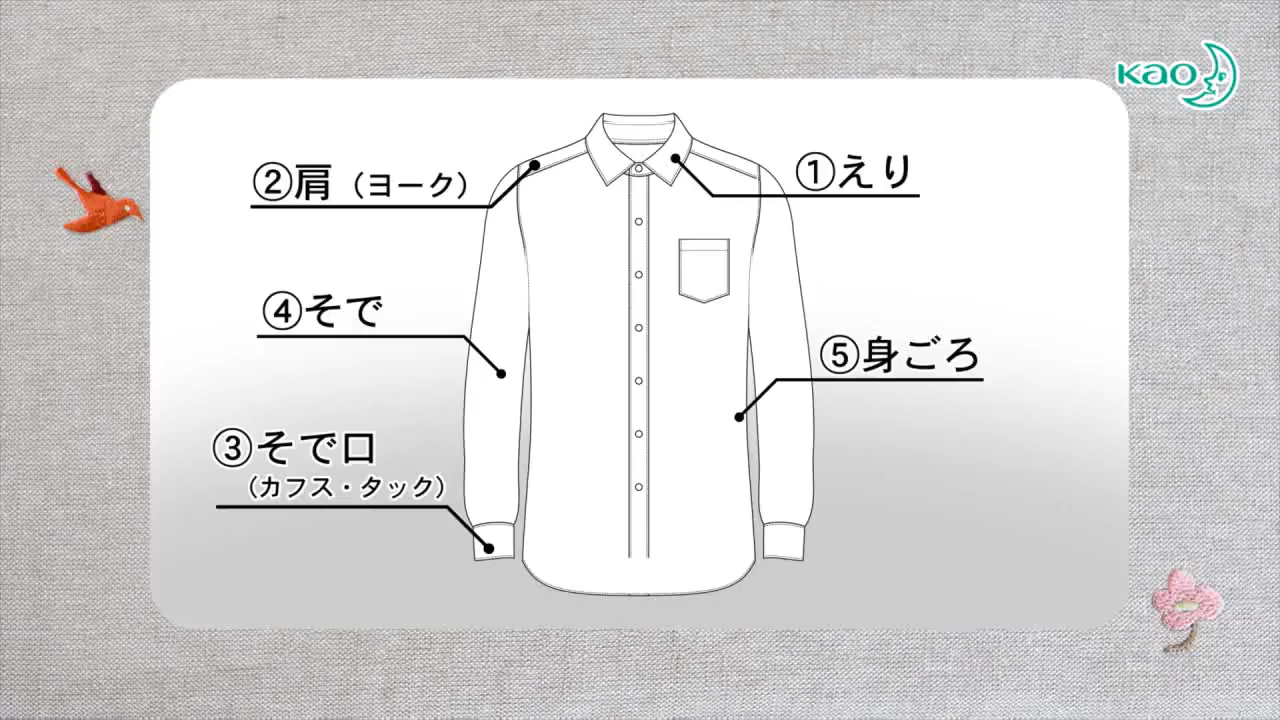 Kao
②肩（ヨーク）
①えり
④そで
⑤身ごろ
③そで口
（カフス・タック）